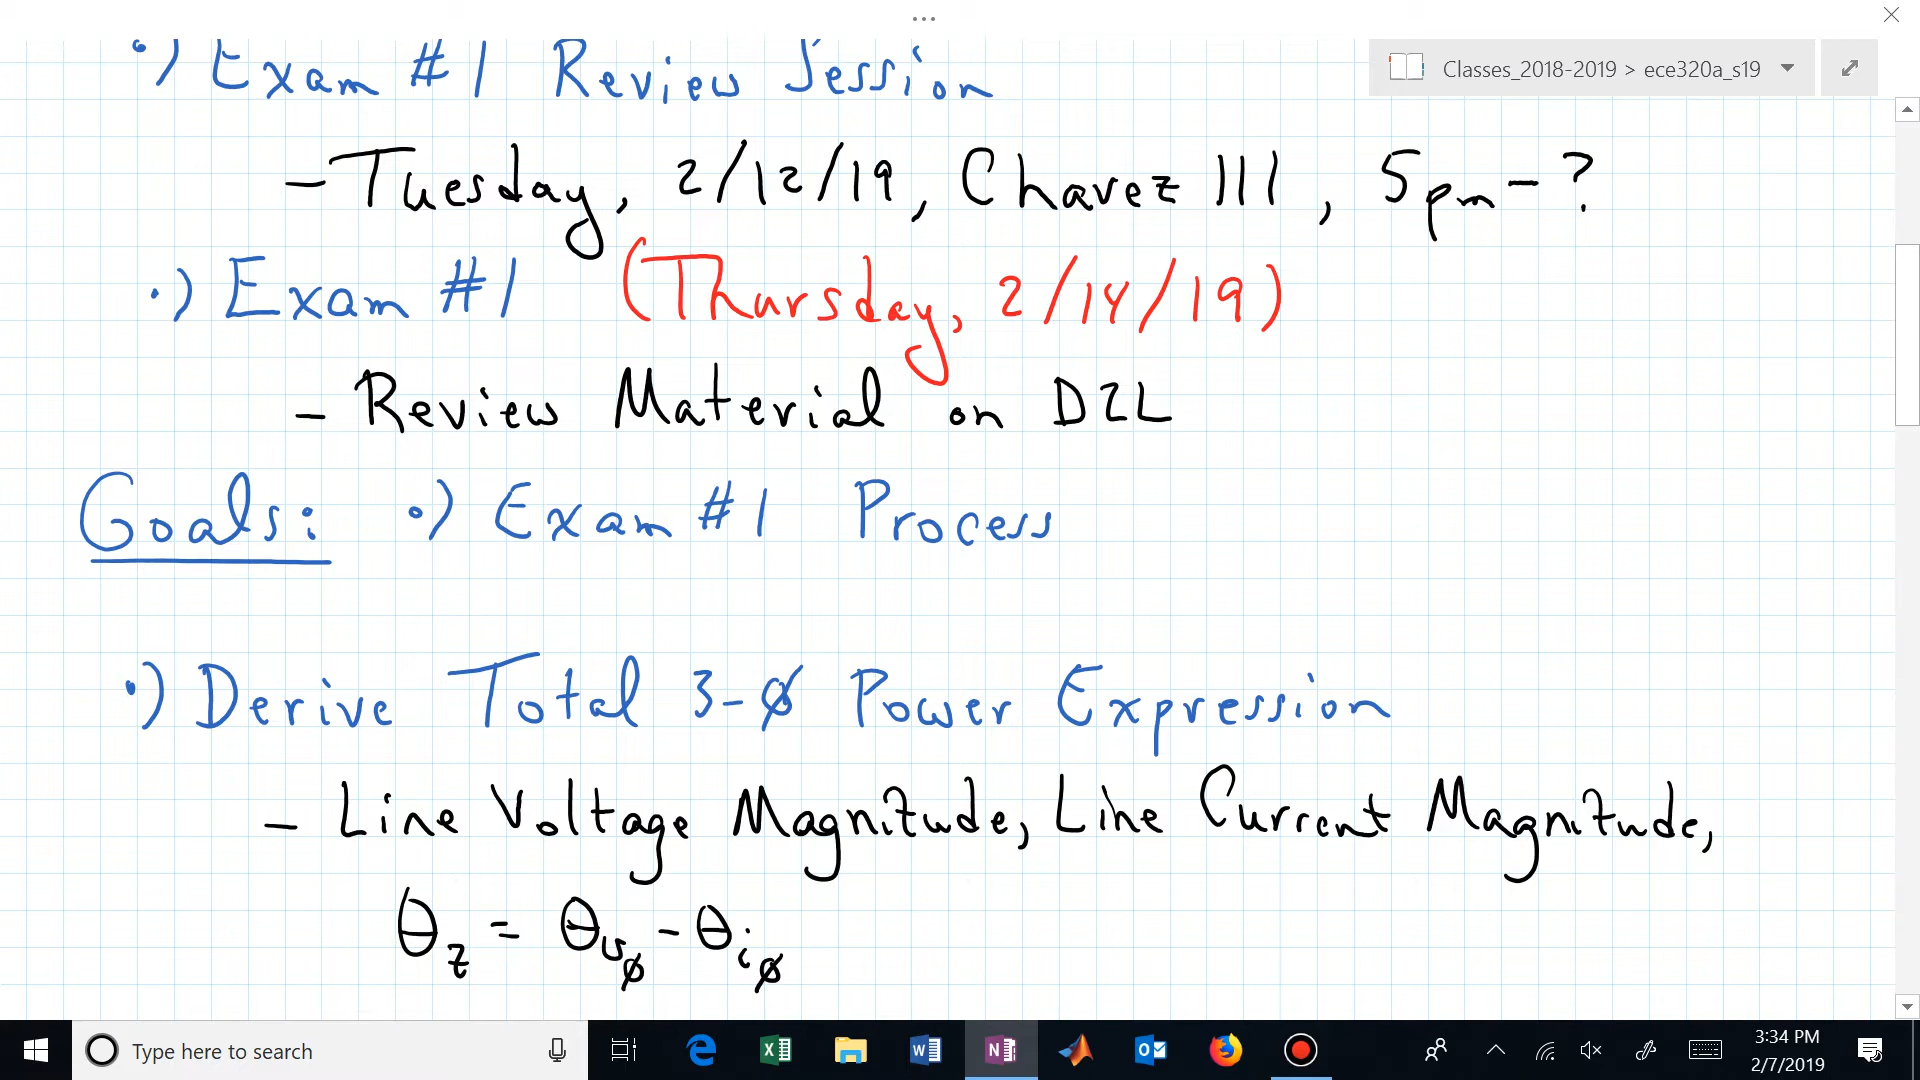 ·) Exam #1 Review Session
Classes_2018-2019 > ece320a_s19
- Tuesday, 2/12/19, Chavez 111, 5pm-?
·) Exam #1 (Thursday, 2/14/19)
- Review Material on D2L
Goals: ·) Exam #1 Process
·) Derive Total 3-ø Power Expression
- Line Voltage Magnitude, Line Current Magnitude,
θz = θvø - θiø
Type here to search
3:34 PM
2/7/2019